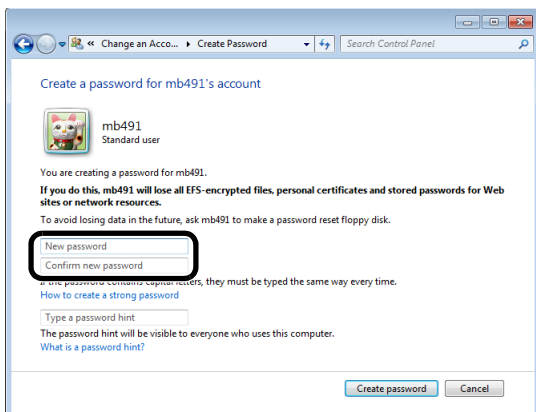 « Change an Acco... ▸ Create Password Search Control Panel
Create a password for mb491's account
mb491
Standard user
You are creating a password for mb491.
If you do this, mb491 will lose all EFS-encrypted files, personal certificates and stored passwords for Web
sites or network resources.
To avoid losing data in the future, ask mb491 to make a password reset floppy disk.
New password
Confirm new password
If the password contains capital letters, they must be typed the same way every time.
How to create a strong password
Type a password hint
The password hint will be visible to everyone who uses this computer.
What is a password hint?
Create password Cancel